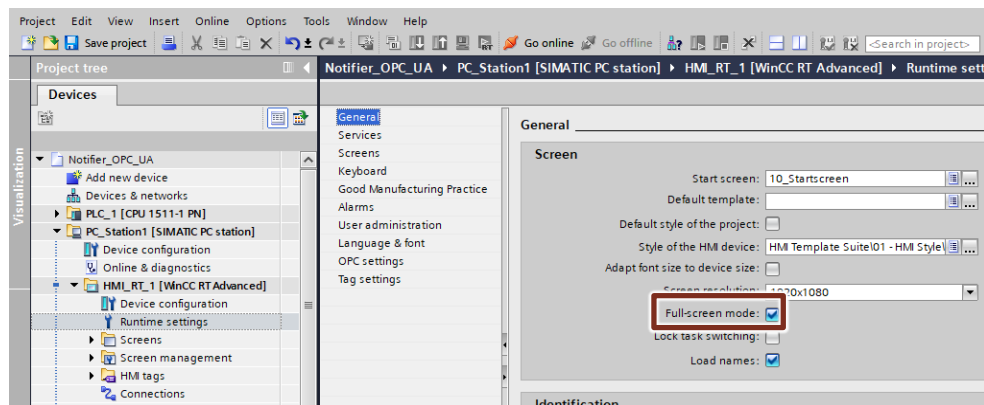 Project Edit View Insert Online Options Tools Window Help
Save project Go online Go offline <Search in project>
Project tree
Notifier_OPC_UA ▸ PC_Station1 [SIMATIC PC station] ▸ HMI_RT_1 [WinCC RT Advanced] ▸ Runtime sett
Devices
Visualization
Notifier_OPC_UA
Add new device
Devices & networks
PLC_1 [CPU 1511-1 PN]
PC_Station1 [SIMATIC PC station]
Device configuration
Online & diagnostics
HMI_RT_1 [WinCC RT Advanced]
Device configuration
Runtime settings
Screens
Screen management
HMI tags
Connections
General
Services
Screens
Keyboard
Good Manufacturing Practice
Alarms
User administration
Language & font
OPC settings
Tag settings
General
Screen
Start screen: 10_Startscreen
Default template:
Default style of the project:
Style of the HMI device: HMI Template Suite\01 - HMI Style\
Adapt font size to device size:
Screen resolution: 1920x1080
Full-screen mode:
Lock task switching:
Load names:
Identification